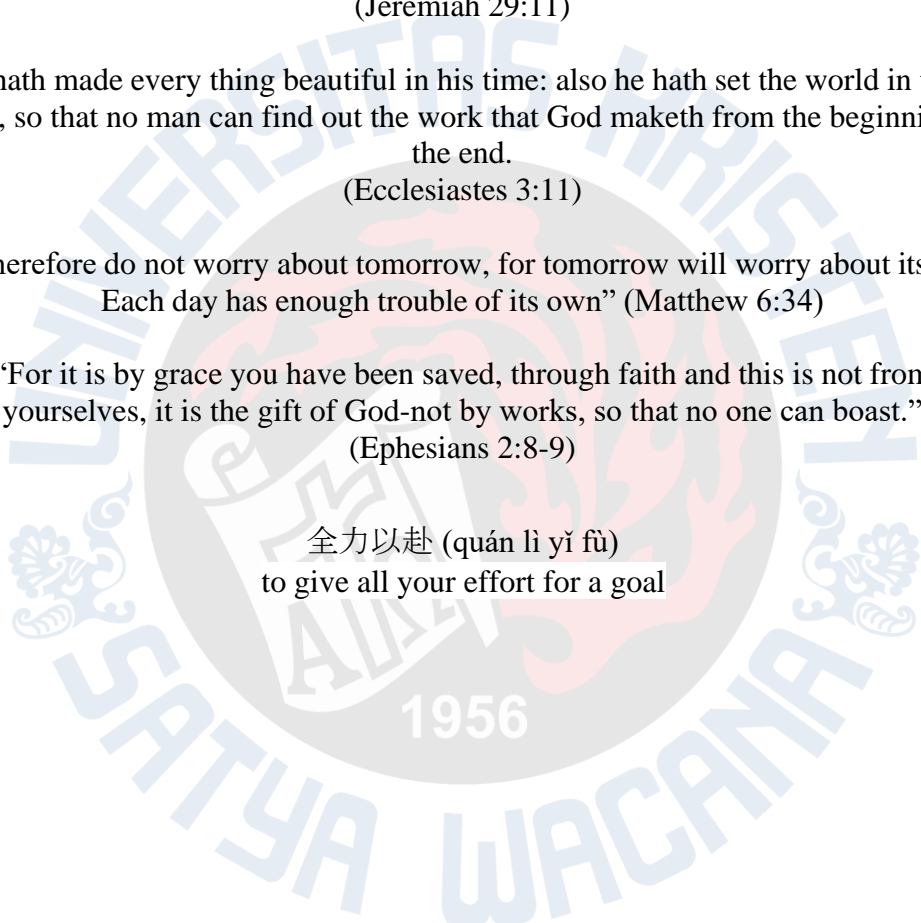 (Jeremiah 29:11)
hath made every thing beautiful in his time: also he hath set the world in
, so that no man can find out the work that God maketh from the
the end.
(Ecclesiastes 3:11)
herefore do not worry about tomorrow, for tomorrow will worry about
Each day has enough trouble of its own” (Matthew 6:34)
“For it is by grace you have been saved, through faith and this is not from
yourselves, it is the gift of God-not by works, so that no one can boast.”
(Ephesians 2:8-9)
全力以赴 (quán lì yǐ fù)
to give all your effort for a goal
UNIVERSITAS KRISTEN
SATYA WACANA
1956